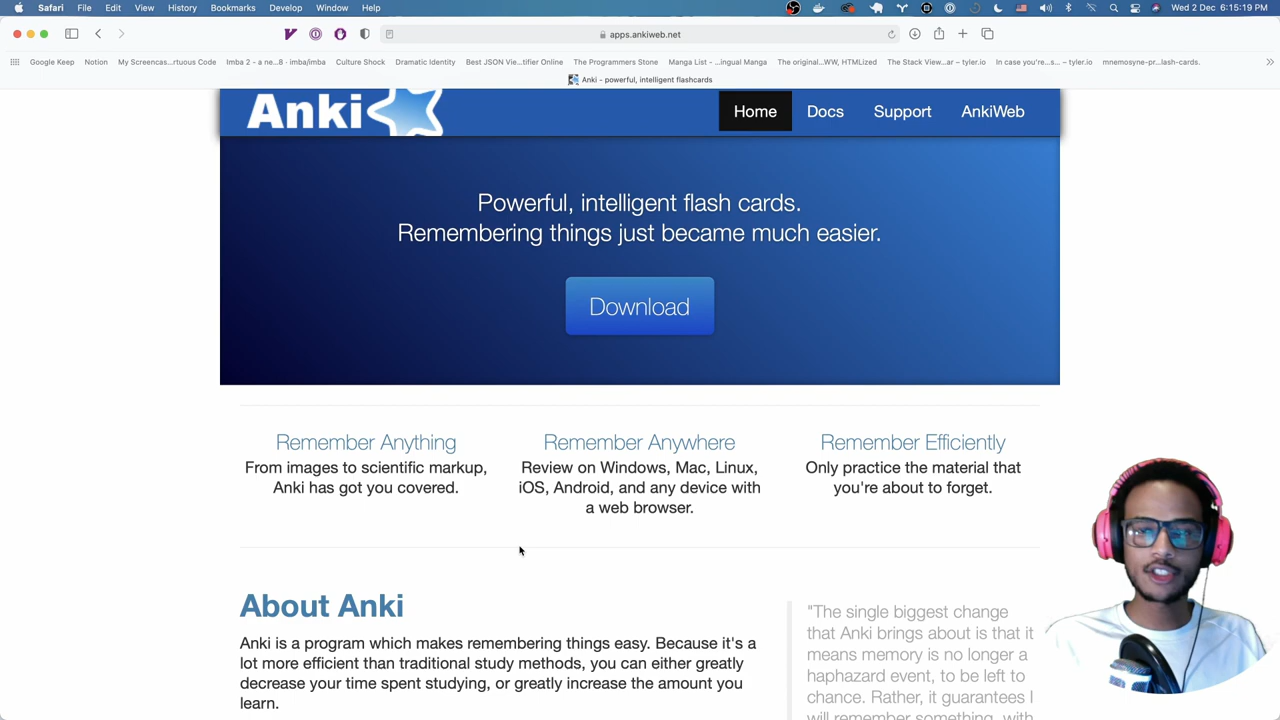 Safari File Edit View History Bookmarks Develop Window Help Wed 2 Dec 6:15:19 PM
apps.ankiweb.net
Google Keep Notion My Screencas...rtuous Code Imba 2 - a ne...8 · imba/imba Culture Shock Dramatic Identity Best JSON Vie...tifier Online The Programmers Stone Manga List - ...ingual Manga The original...WW, HTMLized The Stack View...ar – tyler.io In case you're...s... – tyler.io mnemosyne-pr...lash-cards.
Anki - powerful, intelligent flashcards
Anki Home Docs Support AnkiWeb
Powerful, intelligent flash cards.
Remembering things just became much easier.
Download
Remember Anything
From images to scientific markup,
Anki has got you covered.
Remember Anywhere
Review on Windows, Mac, Linux,
iOS, Android, and any device with
a web browser.
Remember Efficiently
Only practice the material that
you're about to forget.
About Anki
Anki is a program which makes remembering things easy. Because it's a
lot more efficient than traditional study methods, you can either greatly
decrease your time spent studying, or greatly increase the amount you
learn.
"The single biggest change
that Anki brings about is that it
means memory is no longer a
haphazard event, to be left to
chance. Rather, it guarantees I
will remember something, with